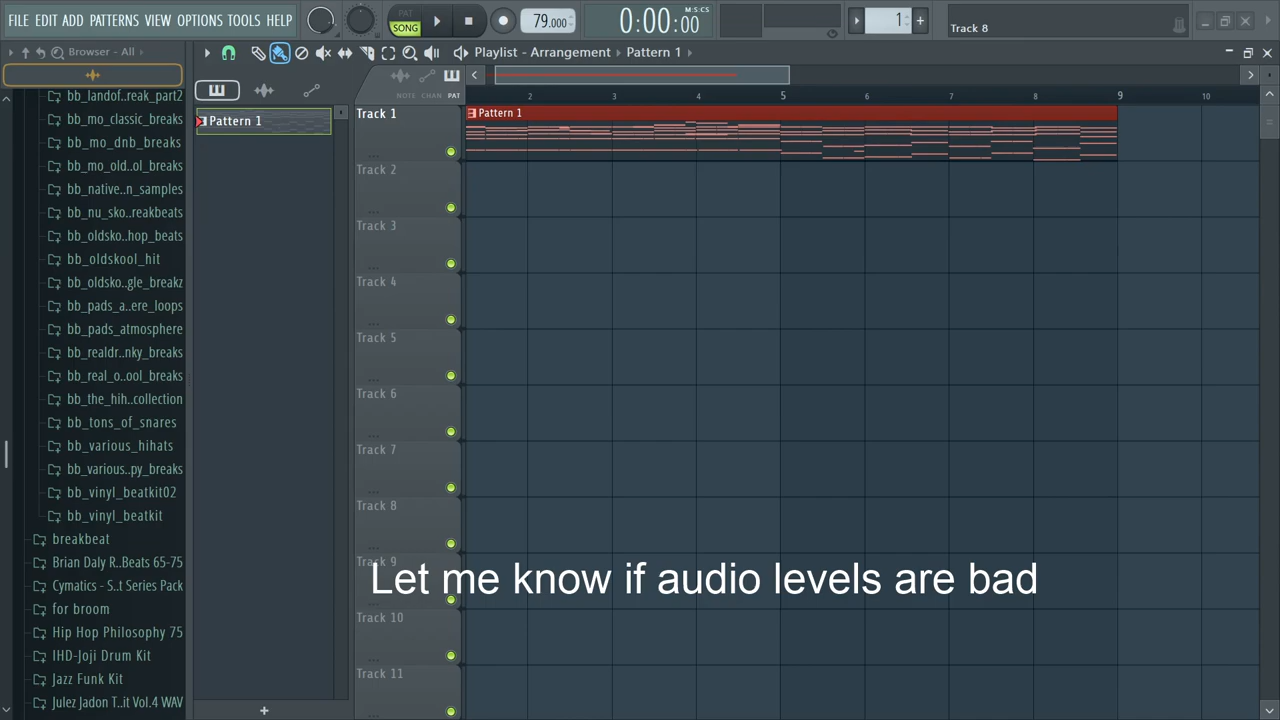 FILE EDIT ADD PATTERNS VIEW OPTIONS TOOLS HELP
PAT
SONG
79.000
0:00:00
M:S:CS
1
Track 8
Browser - All
Playlist - Arrangement
Pattern 1
NOTE CHAN PAT
2 3 4 5 6 7 8 9 10
bb_landof..reak_part2
bb_mo_classic_breaks
bb_mo_dnb_breaks
bb_mo_old..ol_breaks
bb_native..n_samples
bb_nu_sko..reakbeats
bb_oldsko..hop_beats
bb_oldskool_hit
bb_oldsko..gle_breakz
bb_pads_a..ere_loops
bb_pads_atmosphere
bb_realdr..nky_breaks
bb_real_o..ool_breaks
bb_the_hih..collection
bb_tons_of_snares
bb_various_hihats
bb_various..py_breaks
bb_vinyl_beatkit02
bb_vinyl_beatkit
breakbeat
Brian Daly R..Beats 65-75
Cymatics - S..t Series Pack
for broom
Hip Hop Philosophy 75
IHD-Joji Drum Kit
Jazz Funk Kit
Julez Jadon T..it Vol.4 WAV
Pattern 1
Track 1
Pattern 1
Track 2
Track 3
Track 4
Track 5
Track 6
Track 7
Track 8
Track 9
Track 10
Track 11
Let me know if audio levels are bad